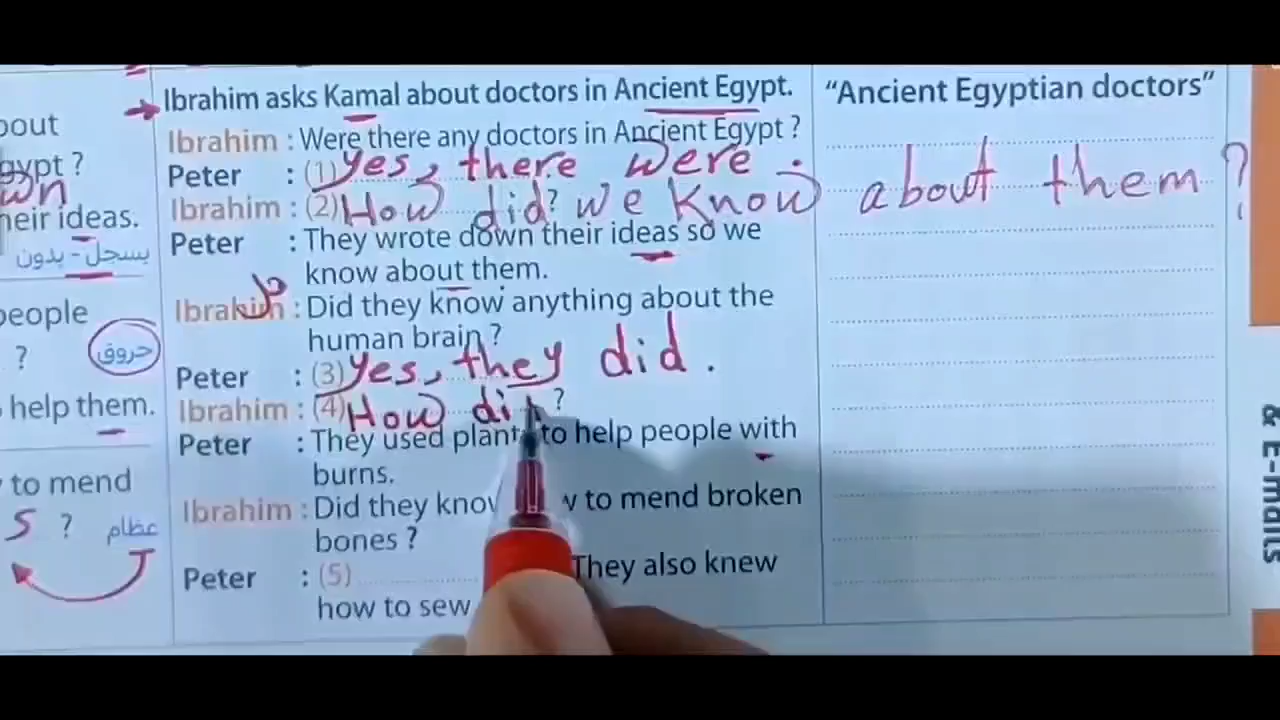 Ibrahim asks Kamal about doctors in Ancient Egypt.
Ibrahim : Were there any doctors in Ancient Egypt ?
Peter : (1) yes, there were .
Ibrahim : (2) How did we know about them ?
?
Peter : They wrote down their ideas so we
know about them.
Ibrahim : Did they know anything about the
human brain ?
Peter : (3) yes, they did .
Ibrahim : (4) How di ?
Peter : They used plant to help people with
burns.
Ibrahim : Did they know to mend broken
bones ?
Peter : (5) They also knew
how to sew
"Ancient Egyptian doctors"
bout
gypt ?
wn
heir ideas.
يسجل - يدون
people
? حروق
help them.
to mend
s ? عظام
& E-mails